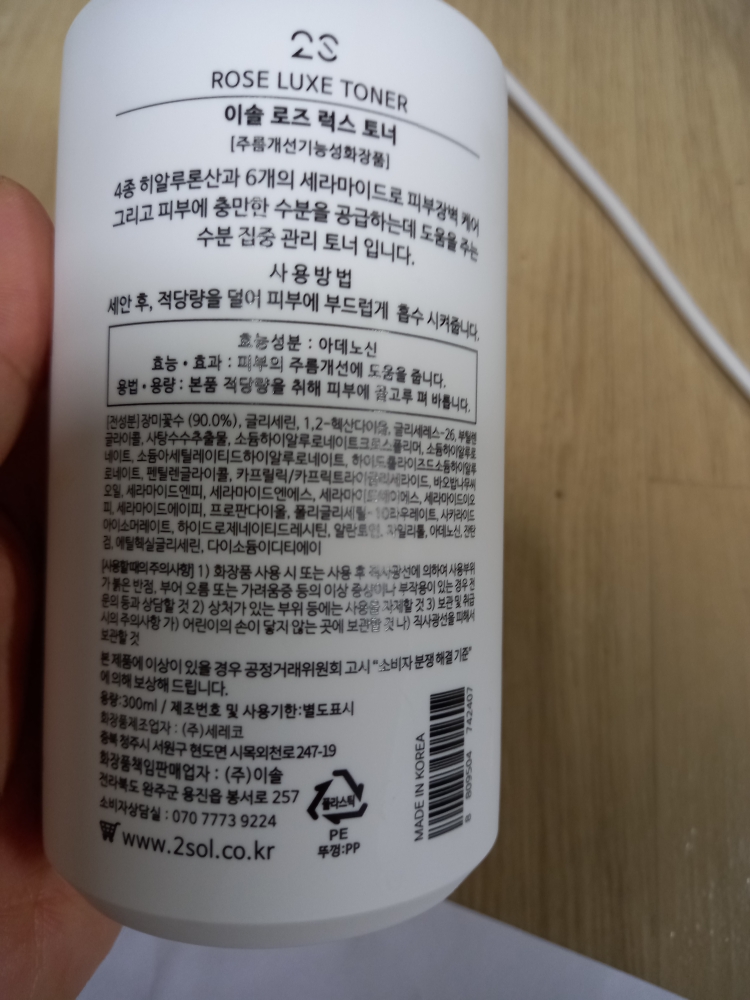 2S
ROSE LUXE TONER
이솔 로즈 럭스 토너
[주름개선기능성화장품]
4종 히알루론산과 6개의 세라마이드로 피부장벽 케어
그리고 피부에 충만한 수분을 공급하는데 도움을 주는
수분 집중 관리 토너 입니다.
사용방법
세안 후, 적당량을 덜어 피부에 부드럽게 흡수 시켜줍니다.
효능성분 : 아데노신
효능·효과 : 피부의 주름개선에 도움을 줍니다.
용법·용량 : 본품 적당량을 취해 피부에 골고루 펴 바릅니다.
[전성분] 장미꽃수 (90.0%), 글리세린, 1,2-헥산다이올, 글리세레스-26, 부틸렌
글라이콜, 사탕수수추출물, 소듐하이알루로네이트크로스폴리머, 소듐하이알루로
네이트, 소듐아세틸레이티드하이알루로네이트, 하이드롤라이즈드소듐하이알루
로네이트, 펜틸렌글라이콜, 카프릴릭/카프릭트라이글리세라이드, 바오밥나무씨
오일, 세라마이드엔피, 세라마이드엔에스, 세라마이드에이에스, 세라마이드이오
피, 세라마이드에이피, 프로판다이올, 폴리글리세릴-10라우레이트, 사카라이드
아이소머레이트, 하이드로제네이티드레시틴, 알란토인, 자일리톨, 아데노신, 잔탄
검, 에틸헥실글리세린, 다이소듐이디티에이
[사용할때의 주의사항] 1) 화장품 사용 시 또는 사용 후 직사광선에 의하여 사용부위
가 붉은 반점, 부어 오름 또는 가려움증 등의 이상 증상이나 부작용이 있는 경우 전
문의 등과 상담할 것 2) 상처가 있는 부위 등에는 사용을 자제할 것 3) 보관 및 취급
시의 주의사항 가) 어린이의 손이 닿지 않는 곳에 보관할 것 나) 직사광선을 피해서
보관할 것
본 제품에 이상이 있을 경우 공정거래위원회 고시 "소비자 분쟁 해결 기준"
에 의해 보상해 드립니다.
용량:300ml / 제조번호 및 사용기한:별도표시
화장품제조업자 : (주)세레코
충북 청주시 서원구 현도면 시목외천로 247-19
화장품책임판매업자 : (주)이솔
전라북도 완주군 용진읍 봉서로 257
소비자상담실 : 070 7773 9224
www.2sol.co.kr
플라스틱
PE
뚜껑:PP
MADE IN KOREA
8 809504 742407